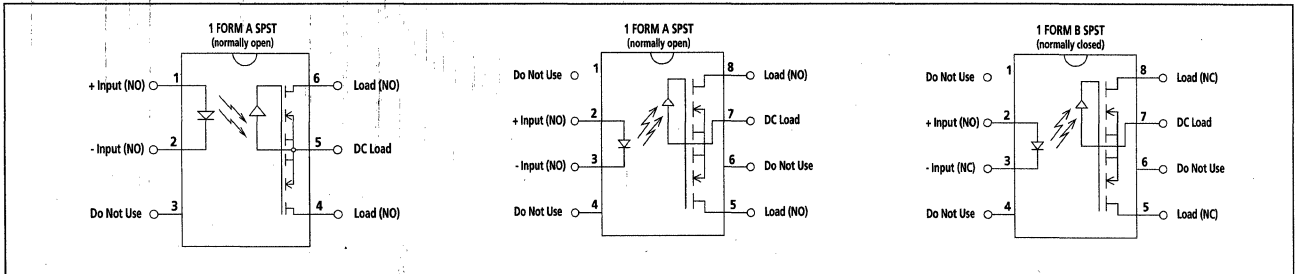 1 FORM A SPST
(normally open)
+ Input (NO) 1
6 Load (NO)
- Input (NO) 2
5 DC Load
Do Not Use 3
4 Load (NO)
1 FORM A SPST
(normally open)
Do Not Use 1
8 Load (NO)
+ Input (NO) 2
7 DC Load
- Input (NO) 3
6 Do Not Use
Do Not Use 4
5 Load (NO)
1 FORM B SPST
(normally closed)
Do Not Use 1
8 Load (NC)
+ Input (NO) 2
7 DC Load
- Input (NC) 3
6 Do Not Use
Do Not Use 4
5 Load (NC)